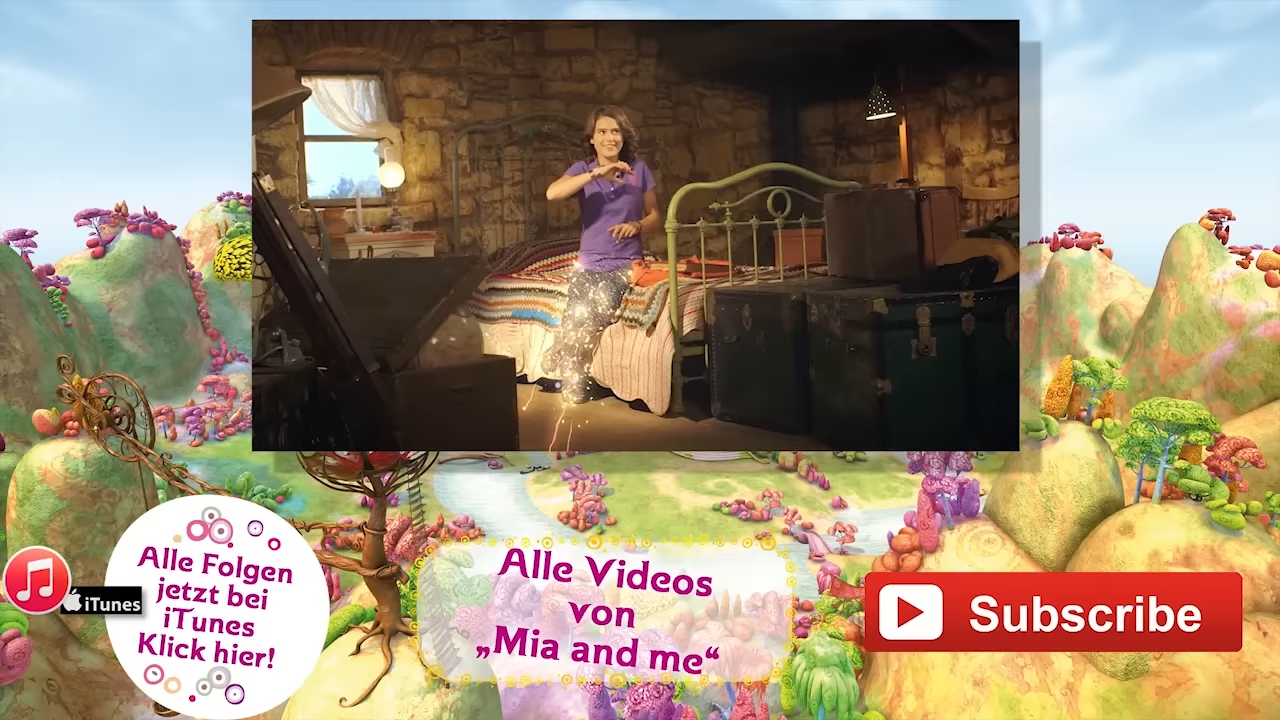 Alle Folgen
jetzt bei
iTunes
Klick hier!
iTunes
Alle Videos
von
„Mia and me“
Subscribe